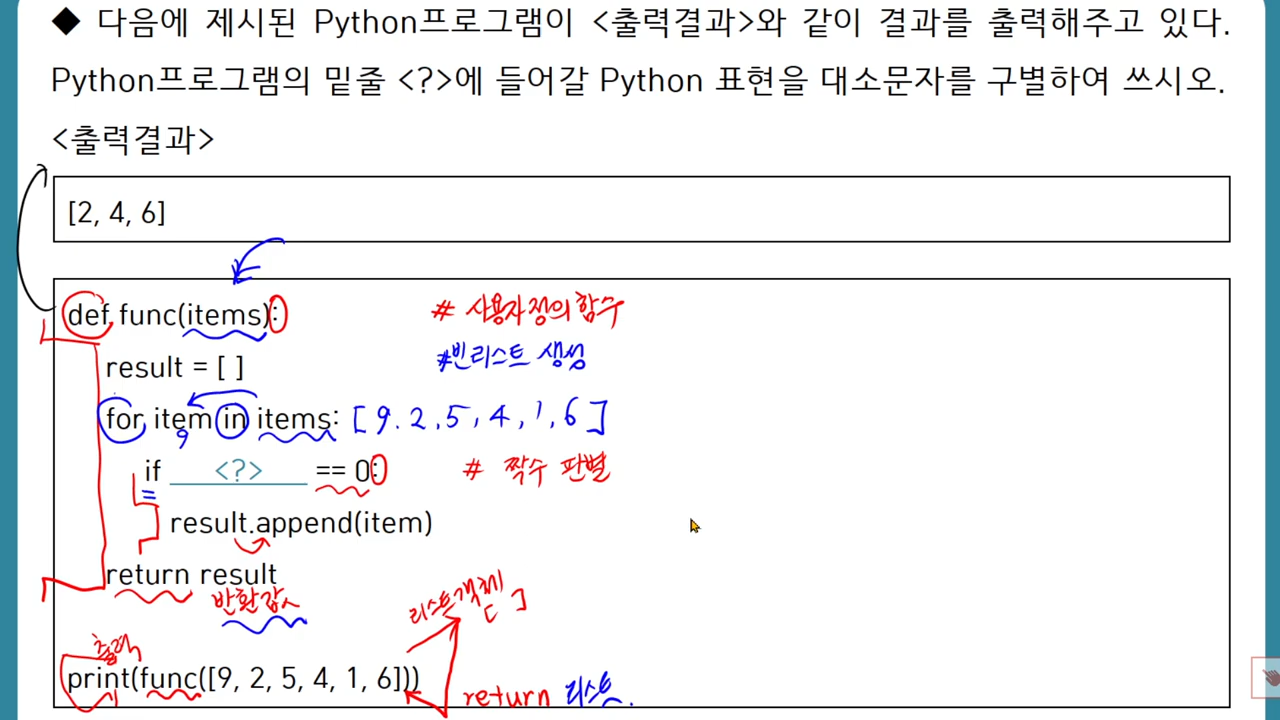 ◆ 다음에 제시된 Python프로그램이 <출력결과>와 같이 결과를 출력해주고 있다.
Python프로그램의 밑줄 <?>에 들어갈 Python 표현을 대소문자를 구별하여 쓰시오.
<출력결과>
[2, 4, 6]
def func(items): # 사용자정의 함수
result = [ ] #빈리스트 생성
for item in items: [9.2,5,4,1,6]
9
if <?> == 0: # 짝수 판별
=
result.append(item)
return result
반환값
리스트객체
[ ]
출력
print(func([9, 2, 5, 4, 1, 6]))
return 리스트.